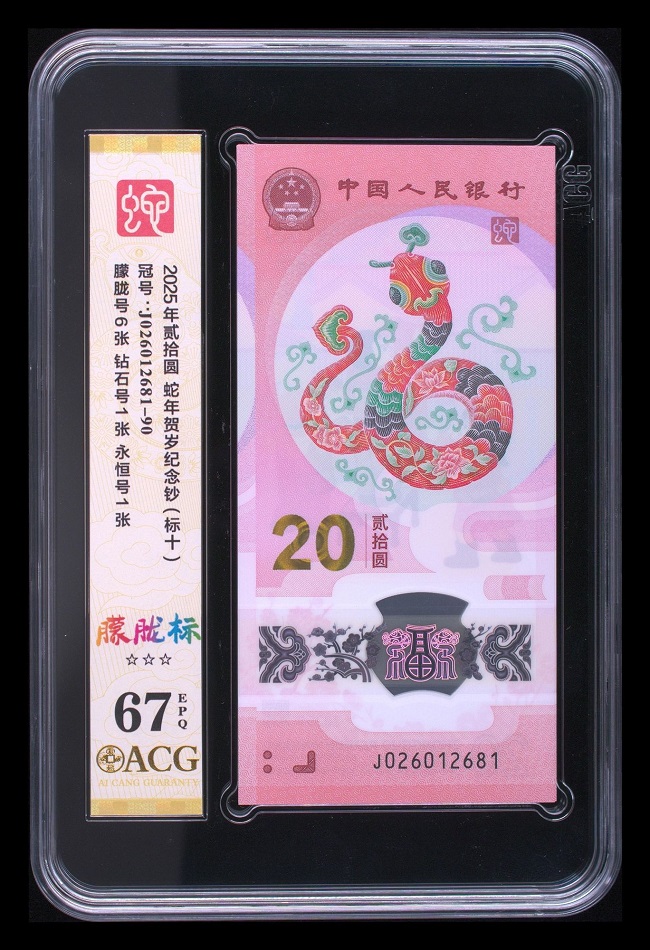 蛇
2025年贰拾圆 蛇年贺岁纪念钞（标十）
冠号：J026012681-90
朦胧号6张 钻石号1张 永恒号1张
朦胧标
☆☆☆
67 EPQ
ACG
AI CANG GUARANTY
中国人民银行
蛇
20 贰拾圆
福
J026012681
ACG